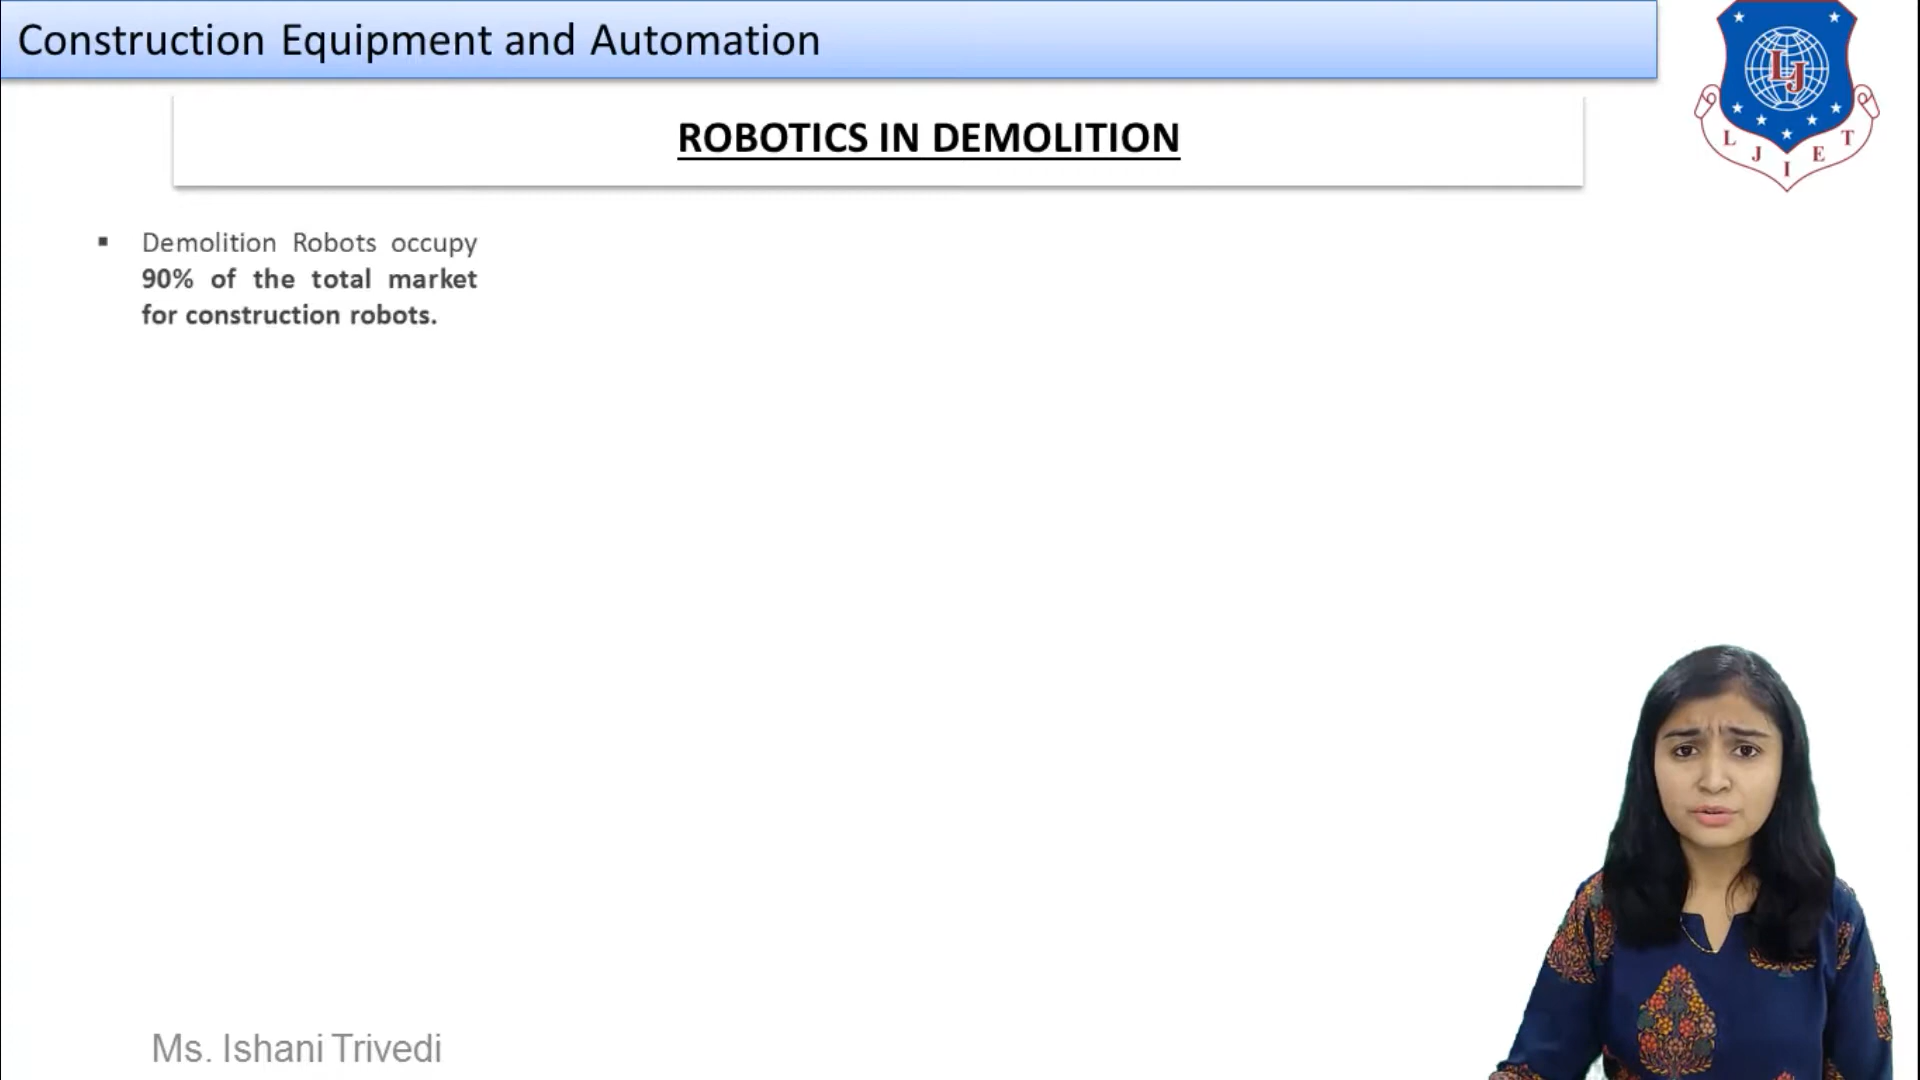 Construction Equipment and Automation
ROBOTICS IN DEMOLITION
▪ Demolition Robots occupy
90% of the total market
for construction robots.
LJ
L J I E T
Ms. Ishani Trivedi